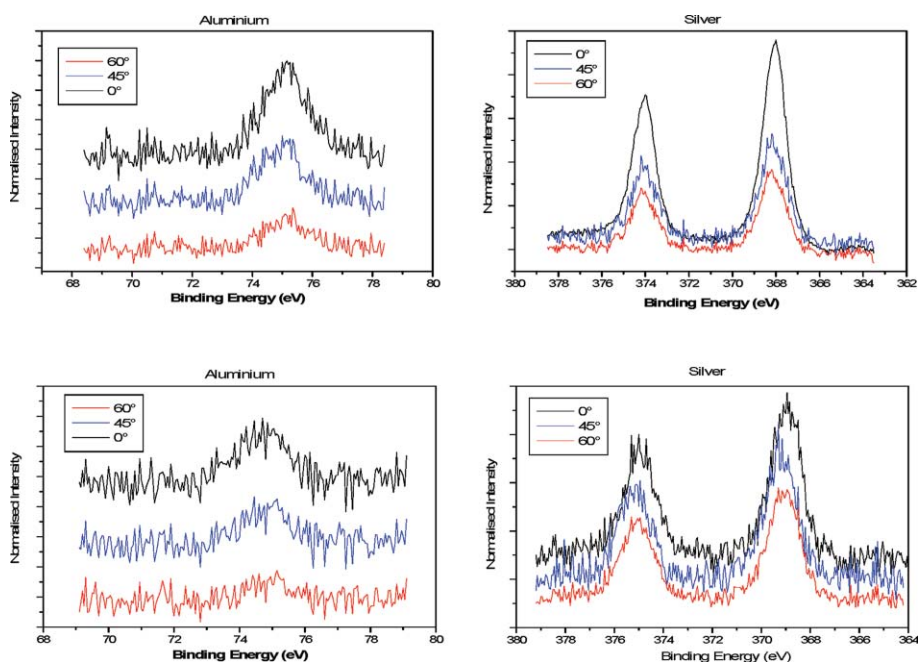 Aluminium
60°
45°
0°
Normalised Intensity
68 70 72 74 76 78 80
Binding Energy (eV)
Silver
0°
45°
60°
Normalised Intensity
380 378 376 374 372 370 368 366 364 362
Binding Energy (eV)
Aluminium
60°
45°
0°
Normalised Intensity
68 70 72 74 76 78 80
Binding Energy (eV)
Silver
0°
45°
60°
Normalised Intensity
380 378 375 374 373 370 369 366 364
Binding Energy (eV)